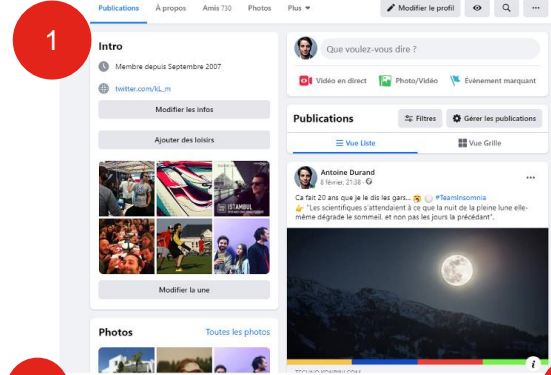 1
Publications À propos Amis 730 Photos Plus
Modifier le profil
Intro
Membre depuis Septembre 2007
twitter.com/kL_m
Modifier les infos
Ajouter des loisirs
ISTAMBUL
Modifier la une
Photos Toutes les photos
Que voulez-vous dire ?
Vidéo en direct Photo/Vidéo Évènement marquant
Publications Filtres Gérer les publications
Vue Liste Vue Grille
Antoine Durand
8 février, 21:38
Ca fait 20 ans que je le dis les gars... #TeamInsomnia
"Les scientifiques s'attendaient à ce que la nuit de la pleine lune elle-
même dégrade le sommeil, et non pas les jours la précédant".